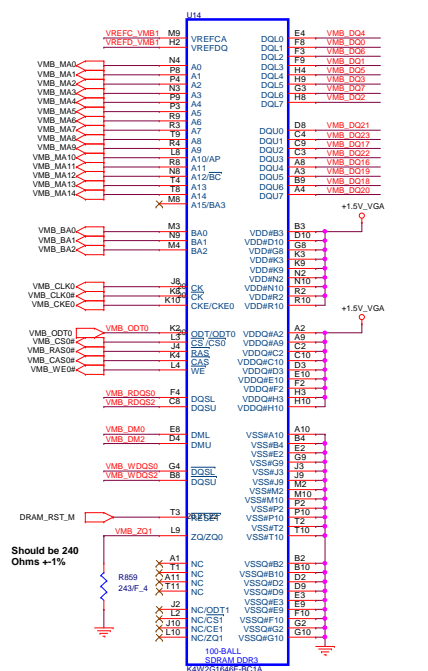 U14
VREFC_VMB1 M9 VREFCA DQL0 E4 VMB_DQ4
VREFD_VMB1 H2 VREFDQ DQL1 F8 VMB_DQ0
DQL2 F3 VMB_DQ6
VMB_MA0 N4 A0 DQL3 F9 VMB_DQ1
VMB_MA1 P8 A1 DQL4 H4 VMB_DQ5
VMB_MA2 P4 A2 DQL5 H9 VMB_DQ3
VMB_MA3 N3 A3 DQL6 G3 VMB_DQ7
VMB_MA4 P9 A4 DQL7 H8 VMB_DQ2
VMB_MA5 P3 A5
VMB_MA6 R9 A6
VMB_MA7 R3 A7 DQU0 D8 VMB_DQ21
VMB_MA8 T9 A8 DQU1 C4 VMB_DQ23
VMB_MA9 R4 A9 DQU2 C9 VMB_DQ17
VMB_MA10 L8 A10/AP DQU3 C3 VMB_DQ22
VMB_MA11 R8 A11 DQU4 A8 VMB_DQ16
VMB_MA12 N8 A12/BC DQU5 A3 VMB_DQ19
VMB_MA13 T4 A13 DQU6 B9 VMB_DQ18
VMB_MA14 T8 A14 DQU7 A4 VMB_DQ20
M8 A15/BA3
+1.5V_VGA
VMB_BA0 M3 BA0 VDD#B3 B3
VMB_BA1 N9 BA1 VDD#D10 D10
VMB_BA2 M4 BA2 VDD#G8 G8
VDD#K3 K3
VDD#K9 K9
VDD#N2 N2
VMB_CLK0 J8 CK VDD#N10 N10
VMB_CLK0# K8 CK VDD#R2 R2
VMB_CKE0 K10 CKE/CKE0 VDD#R10 R10
+1.5V_VGA
VMB_ODT0 VMB_ODT0 K2 ODT/ODT0 VDDQ#A2 A2
VMB_CS0# L3 CS /CS0 VDDQ#A9 A9
VMB_RAS0# J4 RAS VDDQ#C2 C2
VMB_CAS0# K4 CAS VDDQ#C10 C10
VMB_WE0# L4 WE VDDQ#D3 D3
VDDQ#E10 E10
VDDQ#F2 F2
VMB_RDQS0 F4 DQSL VDDQ#H3 H3
VMB_RDQS2 C8 DQSU VDDQ#H10 H10
VMB_DM0 E8 DML VSS#A10 A10
VMB_DM2 D4 DMU VSS#B4 B4
VSS#E2 E2
VSS#G9 G9
VMB_WDQS0 G4 DQSL VSS#J3 J3
VMB_WDQS2 B8 DQSU VSS#J9 J9
VSS#M2 M2
VSS#M10 M10
VSS#P2 P2
DRAM_RST_M T3 RESET VSS#P10 P10
VSS#T2 T2
VMB_ZQ1 L9 ZQ/ZQ0 VSS#T10 T10
Should be 240
Ohms +-1%
R859
243/F_4
A1 NC VSSQ#B2 B2
T1 NC VSSQ#B10 B10
A11 NC VSSQ#D2 D2
T11 NC VSSQ#D9 D9
VSSQ#E3 E3
J2 NC/ODT1 VSSQ#E9 E9
L2 NC/CS1 VSSQ#F10 F10
J10 NC/CE1 VSSQ#G2 G2
L10 NC/ZQ1 VSSQ#G10 G10
100-BALL
SDRAM DDR3
K4W2G1646E-BC1A